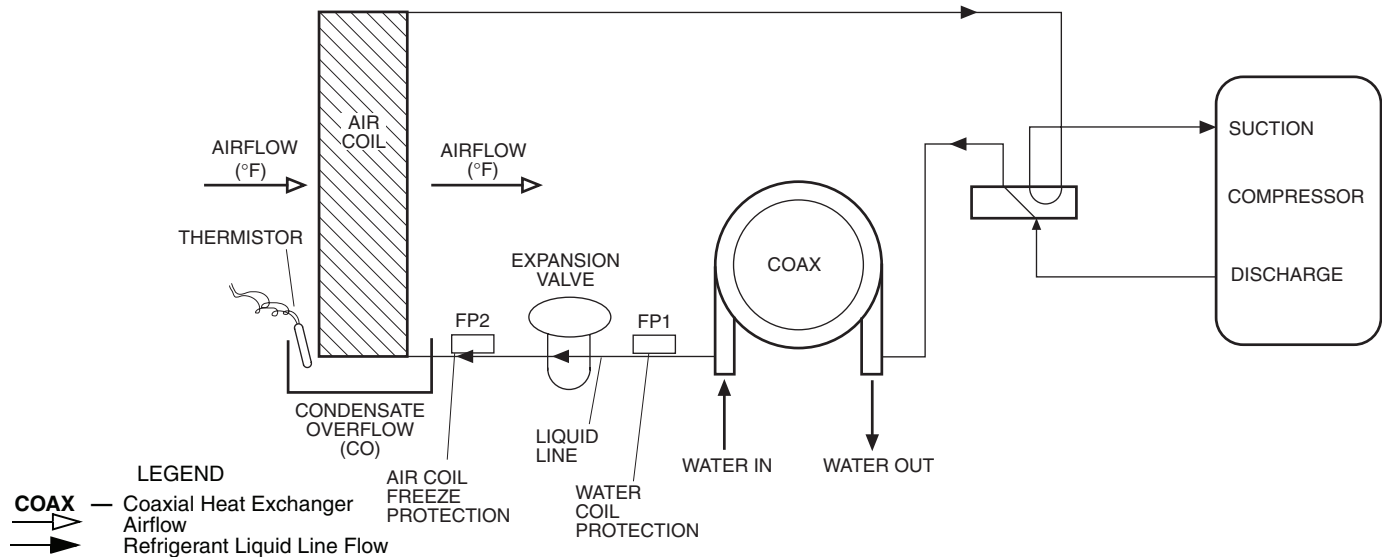 AIR
COIL
AIRFLOW
(°F)
AIRFLOW
(°F)
THERMISTOR
EXPANSION
VALVE
FP2
FP1
COAX
SUCTION
COMPRESSOR
DISCHARGE
CONDENSATE
OVERFLOW
(CO)
AIR COIL
FREEZE
PROTECTION
LIQUID
LINE
WATER
COIL
PROTECTION
WATER IN
WATER OUT
LEGEND
COAX — Coaxial Heat Exchanger
Airflow
Refrigerant Liquid Line Flow